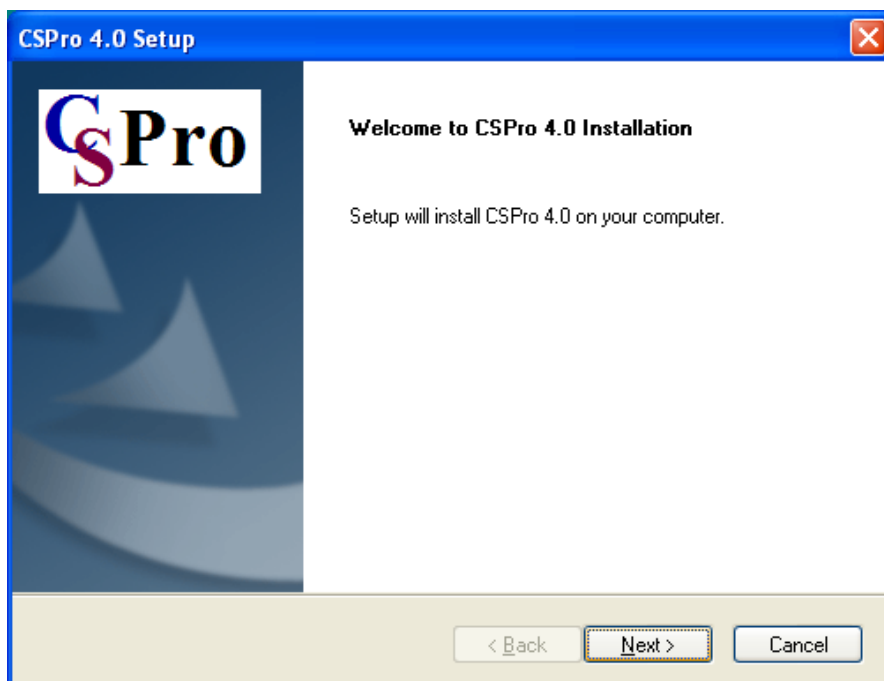 CSPro 4.0 Setup
CSPro
Welcome to CSPro 4.0 Installation
Setup will install CSPro 4.0 on your computer.
< Back Next > Cancel